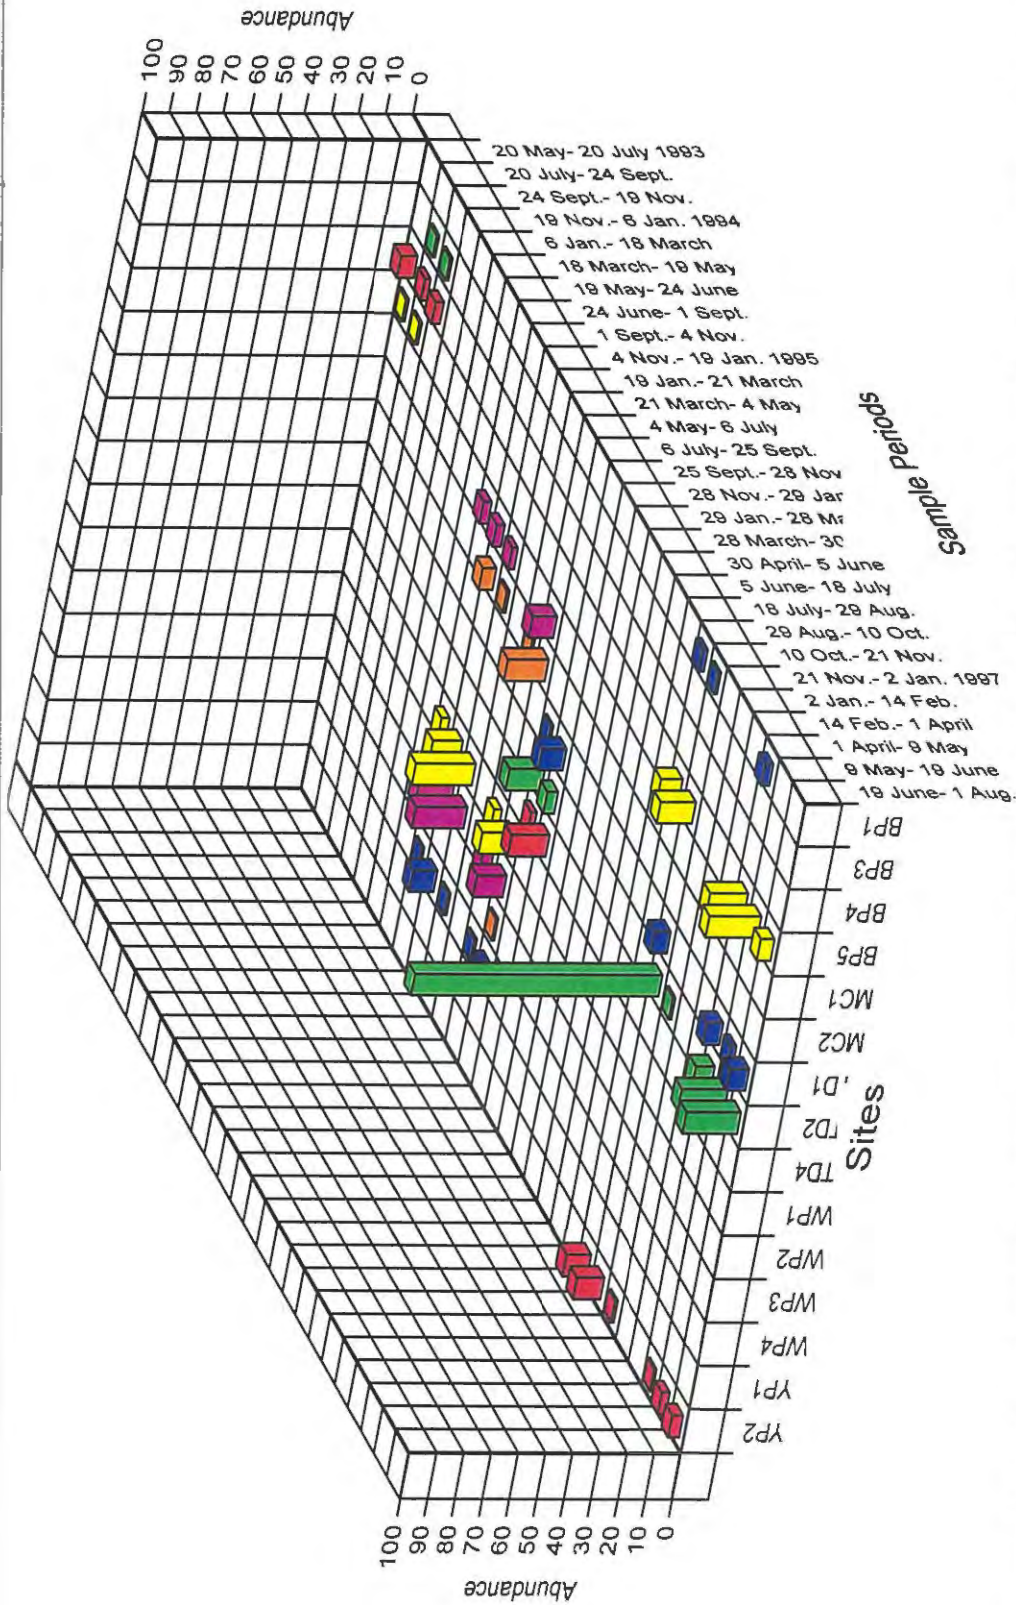 Abundance
100
90
80
70
60
50
40
30
20
10
0
20 May- 20 July 1993
20 July- 24 Sept.
24 Sept.- 19 Nov.
19 Nov.- 6 Jan. 1994
6 Jan.- 18 March
18 March- 19 May
19 May- 24 June
24 June- 1 Sept.
1 Sept.- 4 Nov.
4 Nov.- 19 Jan. 1995
19 Jan.- 21 March
21 March- 4 May
4 May- 6 July
6 July- 25 Sept.
25 Sept.- 28 Nov
28 Nov.- 29 Jar
29 Jan.- 28 Ma
28 March- 30
30 April- 5 June
5 June- 18 July
18 July- 29 Aug.
29 Aug.- 10 Oct.
10 Oct.- 21 Nov.
21 Nov.- 2 Jan. 1997
2 Jan.- 14 Feb.
14 Feb.- 1 April
1 April- 9 May
9 May- 19 June
19 June- 1 Aug.
Sample Periods
BP1
BP3
BP4
BP5
MC1
MC2
D1
D2
TD4
WP1
WP2
WP3
WP4
YP1
YP2
Sites
100
90
80
70
60
50
40
30
20
10
0
Abundance